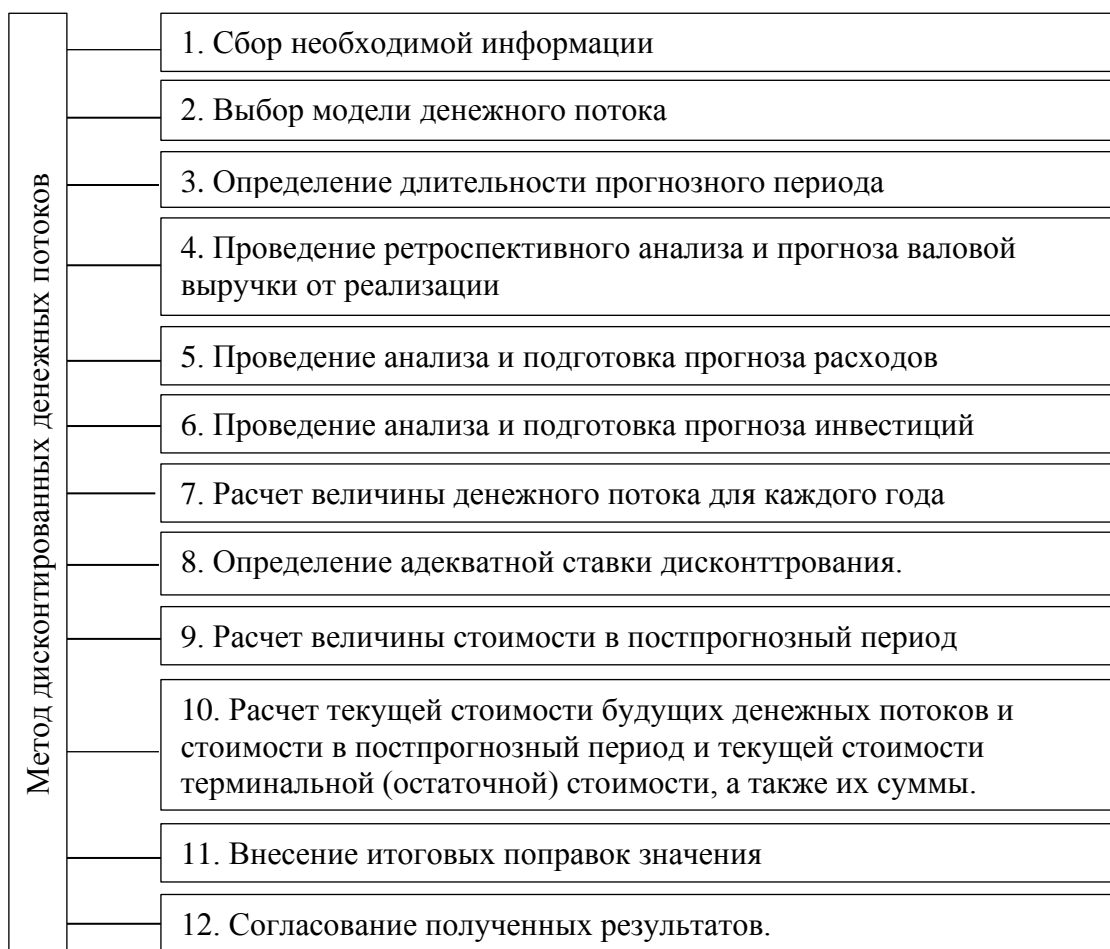 Метод дисконтированных денежных потоков
1. Сбор необходимой информации
2. Выбор модели денежного потока
3. Определение длительности прогнозного периода
4. Проведение ретроспективного анализа и прогноза валовой
выручки от реализации
5. Проведение анализа и подготовка прогноза расходов
6. Проведение анализа и подготовка прогноза инвестиций
7. Расчет величины денежного потока для каждого года
8. Определение адекватной ставки дисконттрования.
9. Расчет величины стоимости в постпрогнозный период
10. Расчет текущей стоимости будущих денежных потоков и
стоимости в постпрогнозный период и текущей стоимости
терминальной (остаточной) стоимости, а также их суммы.
11. Внесение итоговых поправок значения
12. Согласование полученных результатов.